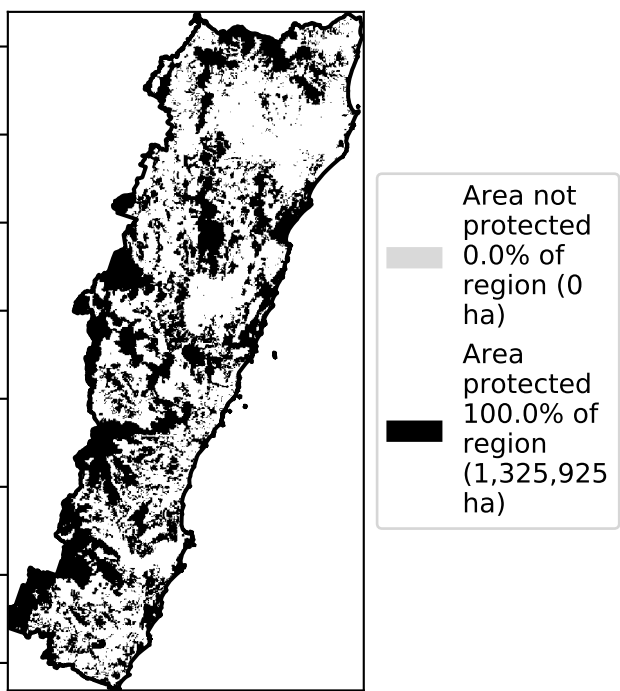 Area not
protected
0.0% of
region (0
ha)
Area
protected
100.0% of
region
(1,325,925
ha)